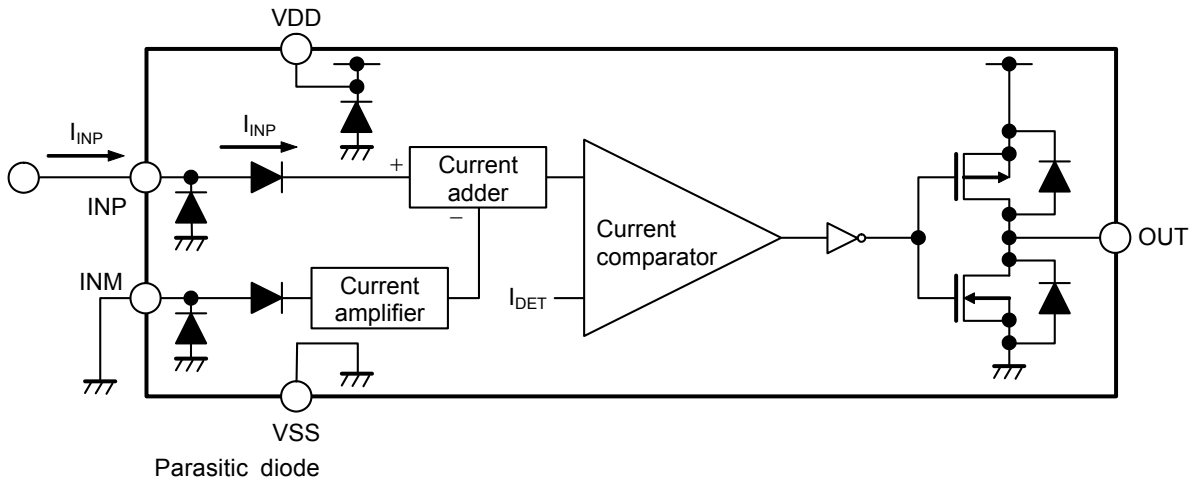 VDD
I_INP
I_INP
+
Current
adder
INP
−
Current
comparator
OUT
INM
Current
amplifier
I_DET
VSS
Parasitic diode